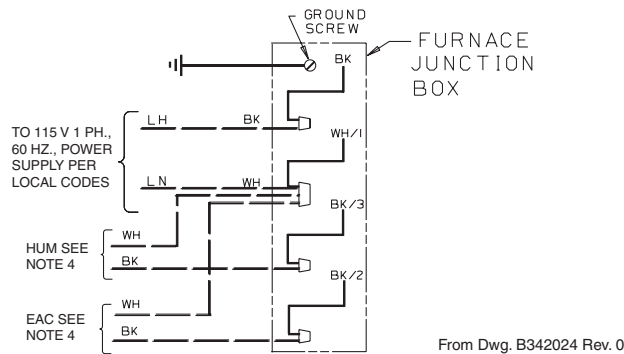 GROUND
SCREW
FURNACE
JUNCTION
BOX
BK
LH BK
TO 115 V 1 PH.,
60 HZ., POWER
SUPPLY PER
LOCAL CODES
WH/1
LN WH
BK/3
WH
HUM SEE
NOTE 4
BK
BK/2
WH
EAC SEE
NOTE 4
BK
From Dwg. B342024 Rev. 0